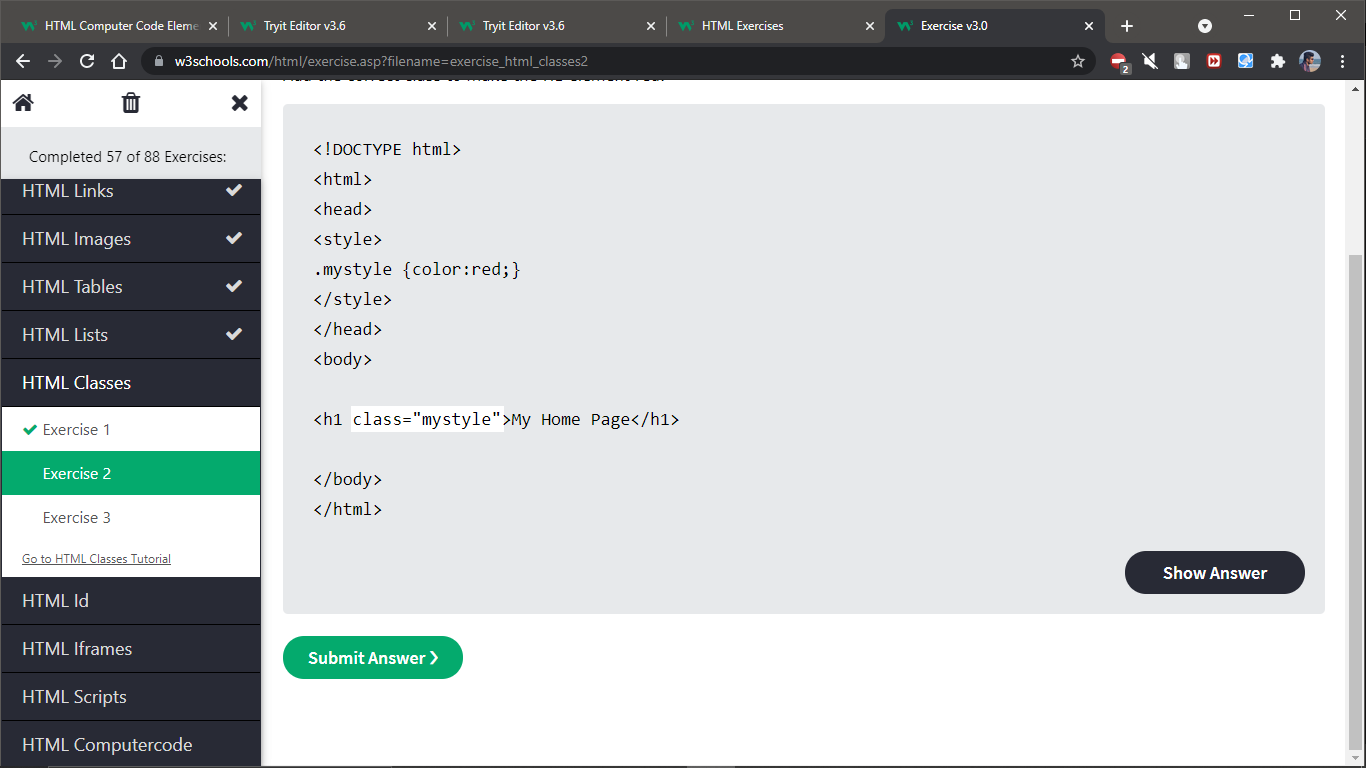 HTML Computer Code Eleme
Tryit Editor v3.6
Tryit Editor v3.6
HTML Exercises
Exercise v3.0
w3schools.com/html/exercise.asp?filename=exercise_html_classes2
2
Completed 57 of 88 Exercises:
HTML Links
HTML Images
HTML Tables
HTML Lists
HTML Classes
Exercise 1
Exercise 2
Exercise 3
Go to HTML Classes Tutorial
HTML Id
HTML Iframes
HTML Scripts
HTML Computercode
<!DOCTYPE html>
<html>
<head>
<style>
.mystyle {color:red;}
</style>
</head>
<body>
<h1 class="mystyle">My Home Page</h1>
</body>
</html>
Show Answer
Submit Answer ❯